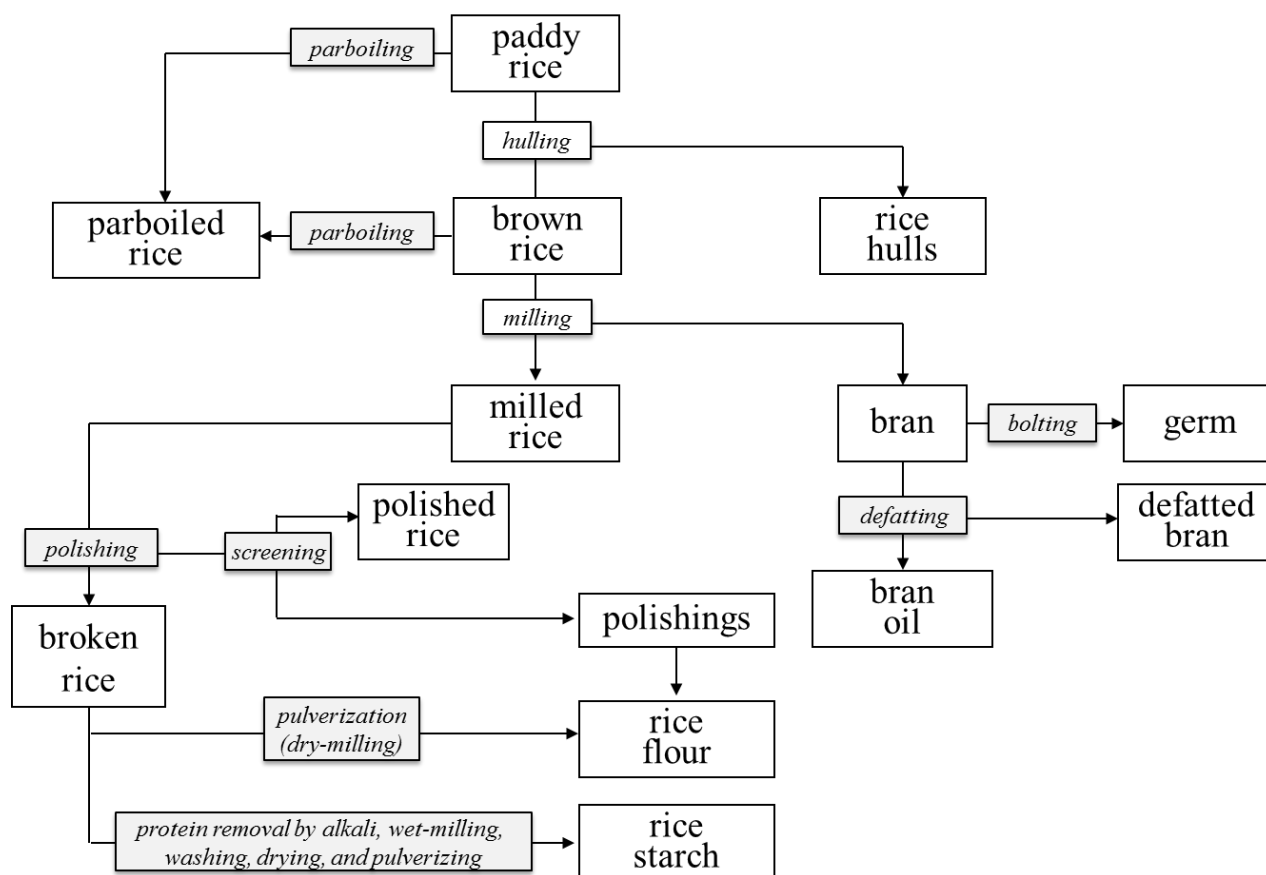 parboiling
paddy
rice
hulling
parboiled
rice
parboiling
brown
rice
rice
hulls
milling
milled
rice
bran
bolting
germ
polished
rice
defatting
defatted
bran
polishing
screening
bran
oil
broken
rice
polishings
pulverization
(dry-milling)
rice
flour
protein removal by alkali, wet-milling,
washing, drying, and pulverizing
rice
starch